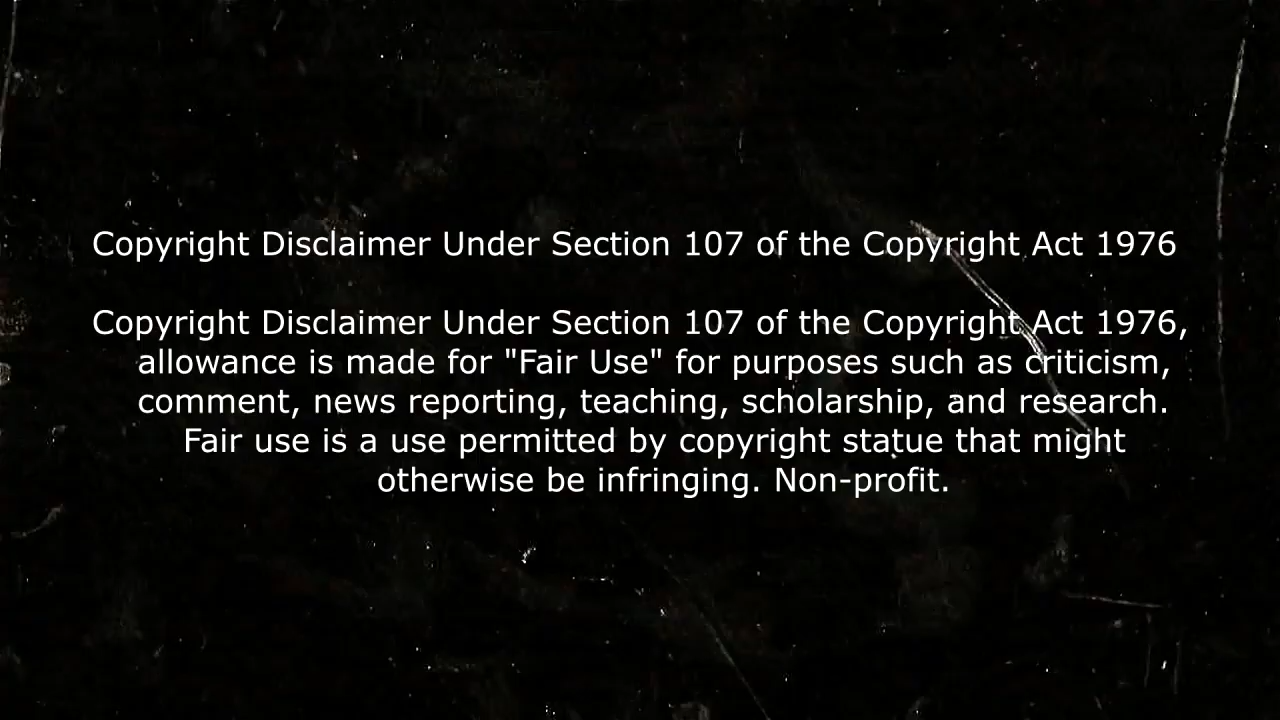 Copyright Disclaimer Under Section 107 of the Copyright Act 1976
Copyright Disclaimer Under Section 107 of the Copyright Act 1976,
allowance is made for "Fair Use" for purposes such as criticism,
comment, news reporting, teaching, scholarship, and research.
Fair use is a use permitted by copyright statue that might
otherwise be infringing. Non-profit.